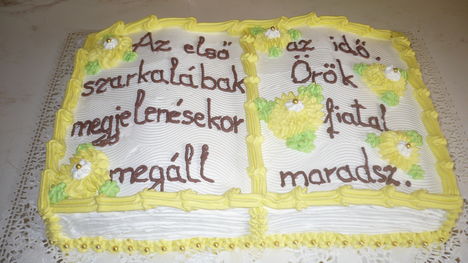 Az első az idő.
szarkalábak Örök
megjelenésekor fiatal
megáll maradsz.